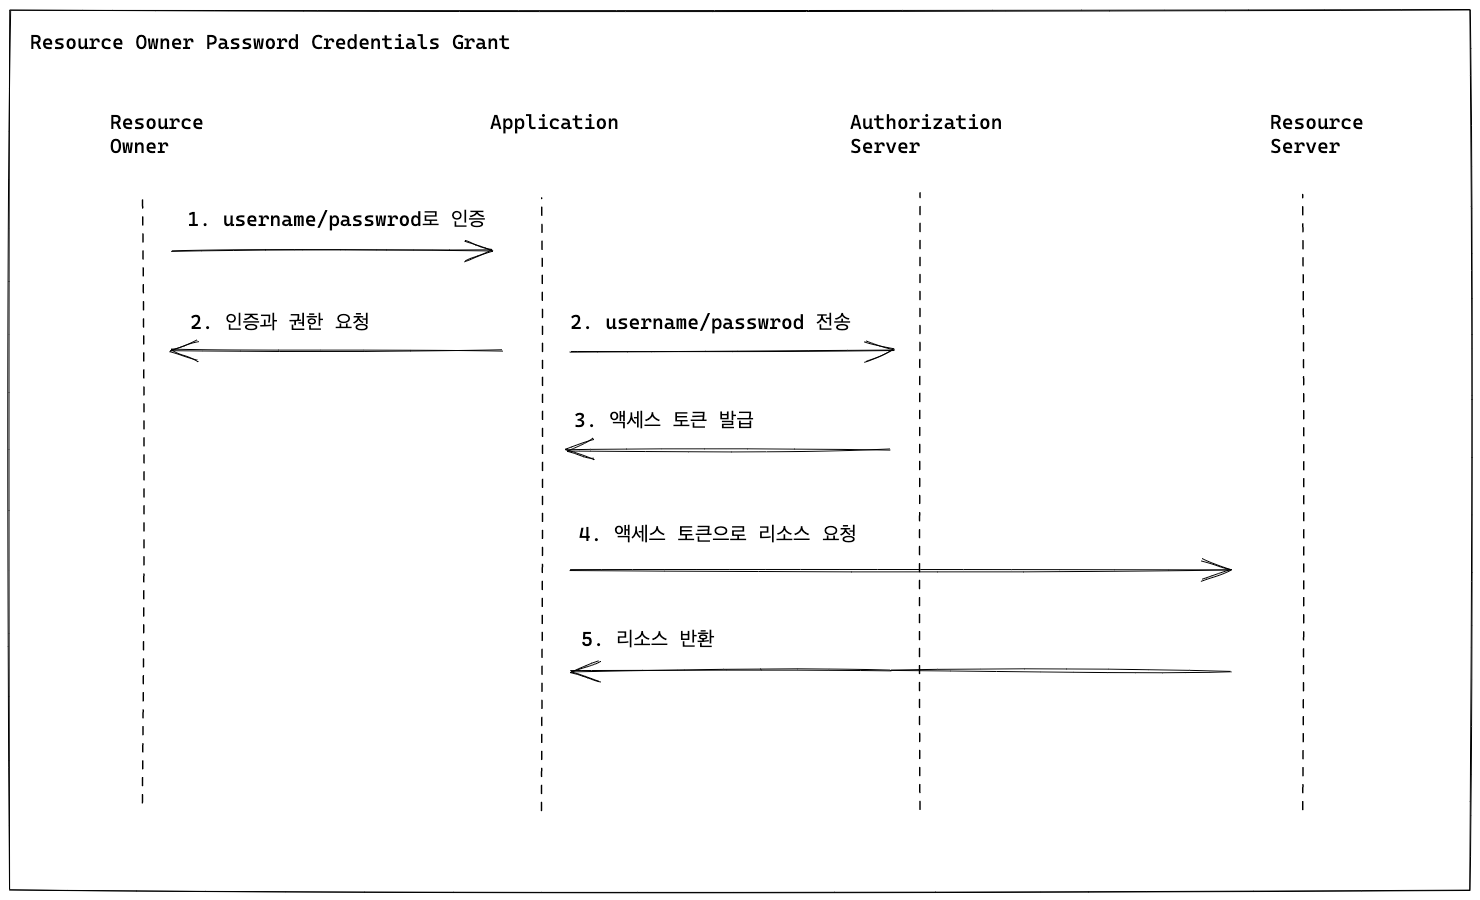 Resource Owner Password Credentials Grant
Resource
Owner
Application
Authorization
Server
Resource
Server
1. username/passwrod로 인증
2. 인증과 권한 요청
2. username/passwrod 전송
3. 액세스 토큰 발급
4. 액세스 토큰으로 리소스 요청
5. 리소스 반환